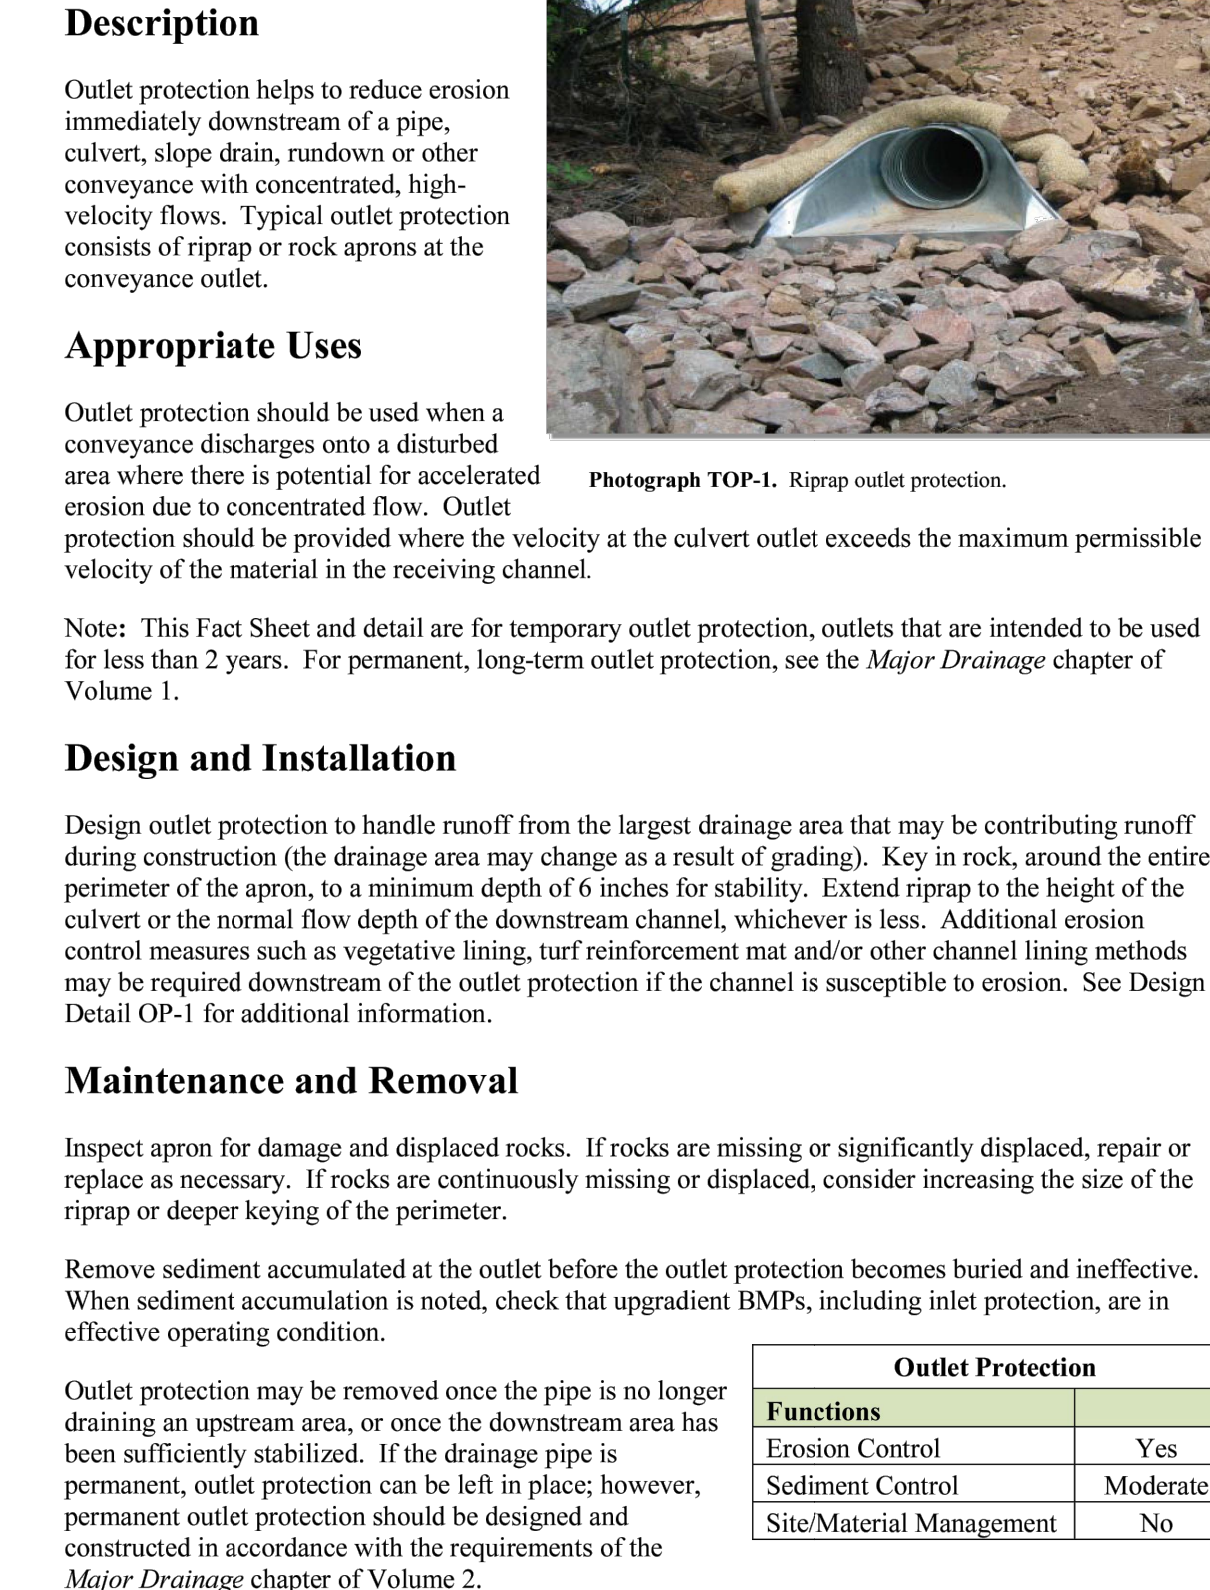 Description
Outlet protection helps to reduce erosion
immediately downstream of a pipe,
culvert, slope drain, rundown or other
conveyance with concentrated, high-
velocity flows.  Typical outlet protection
consists of riprap or rock aprons at the
conveyance outlet.
Appropriate Uses
Outlet protection should be used when a
conveyance discharges onto a disturbed
area where there is potential for accelerated
erosion due to concentrated flow.  Outlet
Photograph TOP-1.  Riprap outlet protection.
protection should be provided where the velocity at the culvert outlet exceeds the maximum permissible
velocity of the material in the receiving channel.
Note:  This Fact Sheet and detail are for temporary outlet protection, outlets that are intended to be used
for less than 2 years.  For permanent, long-term outlet protection, see the Major Drainage chapter of
Volume 1.
Design and Installation
Design outlet protection to handle runoff from the largest drainage area that may be contributing runoff
during construction (the drainage area may change as a result of grading).  Key in rock, around the entire
perimeter of the apron, to a minimum depth of 6 inches for stability.  Extend riprap to the height of the
culvert or the normal flow depth of the downstream channel, whichever is less.  Additional erosion
control measures such as vegetative lining, turf reinforcement mat and/or other channel lining methods
may be required downstream of the outlet protection if the channel is susceptible to erosion.  See Design
Detail OP-1 for additional information.
Maintenance and Removal
Inspect apron for damage and displaced rocks.  If rocks are missing or significantly displaced, repair or
replace as necessary.  If rocks are continuously missing or displaced, consider increasing the size of the
riprap or deeper keying of the perimeter.
Remove sediment accumulated at the outlet before the outlet protection becomes buried and ineffective.
When sediment accumulation is noted, check that upgradient BMPs, including inlet protection, are in
effective operating condition.
Outlet protection may be removed once the pipe is no longer
draining an upstream area, or once the downstream area has
been sufficiently stabilized.  If the drainage pipe is
permanent, outlet protection can be left in place; however,
permanent outlet protection should be designed and
constructed in accordance with the requirements of the
Major Drainage chapter of Volume 2.
Outlet Protection
Functions
Erosion Control Yes
Sediment Control Moderate
Site/Material Management No